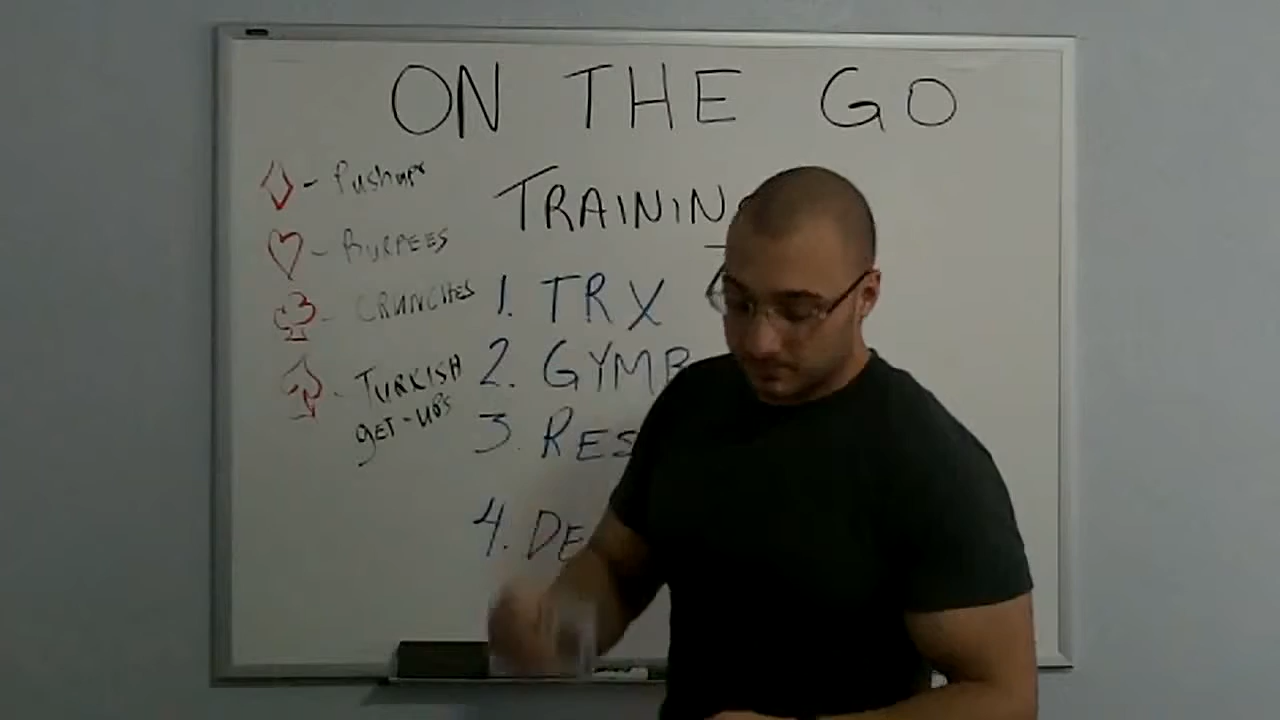 ON THE GO
TRAININ
- Pushups
- BURPEES
- CRUNCHES
- TURKISH
GET-UPS
1. TRX
2. GYMB
3. RES
4. DE